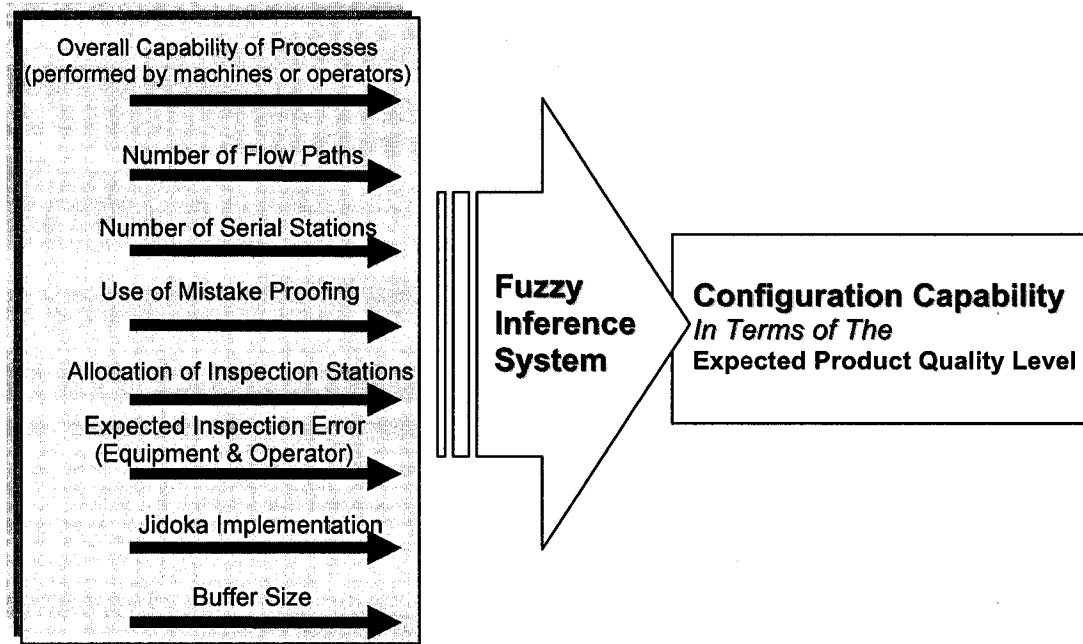 Overall Capability of Processes
(performed by machines or operators)
Number of Flow Paths
Number of Serial Stations
Use of Mistake Proofing
Allocation of Inspection Stations
Expected Inspection Error
(Equipment & Operator)
Jidoka Implementation
Buffer Size
Fuzzy
Inference
System
Configuration Capability
In Terms of The
Expected Product Quality Level